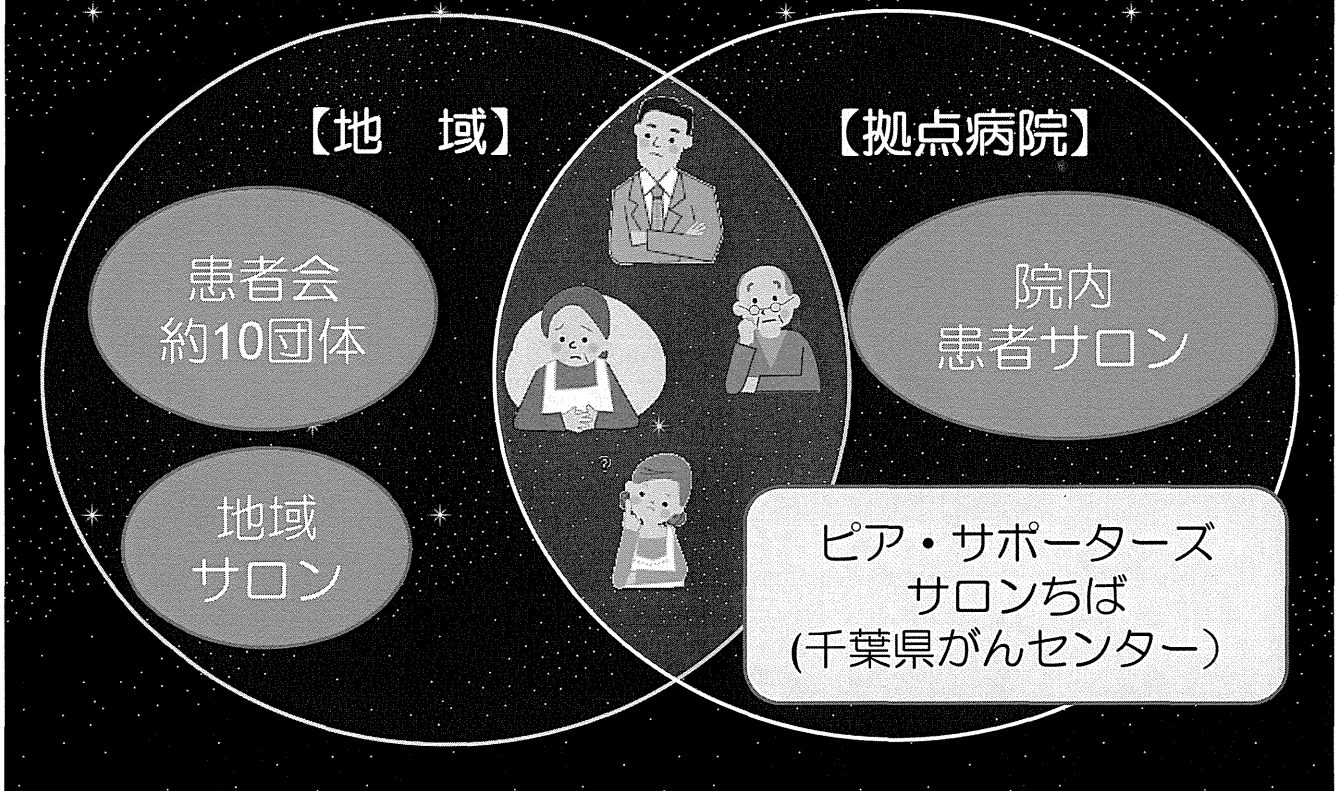 【地　域】
患者会
約10団体
地域
サロン
【拠点病院】
院内
患者サロン
ピア・サポーターズ
サロンちば
(千葉県がんセンター）
?